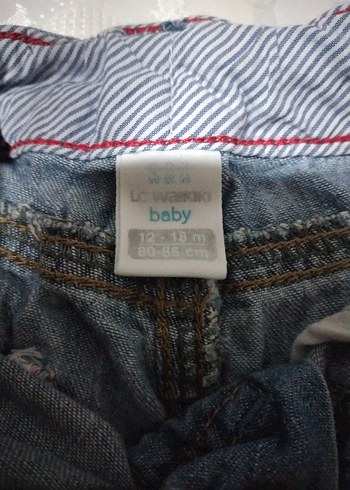 LC WAIKIKI
baby
12 - 18 m
80-86 cm